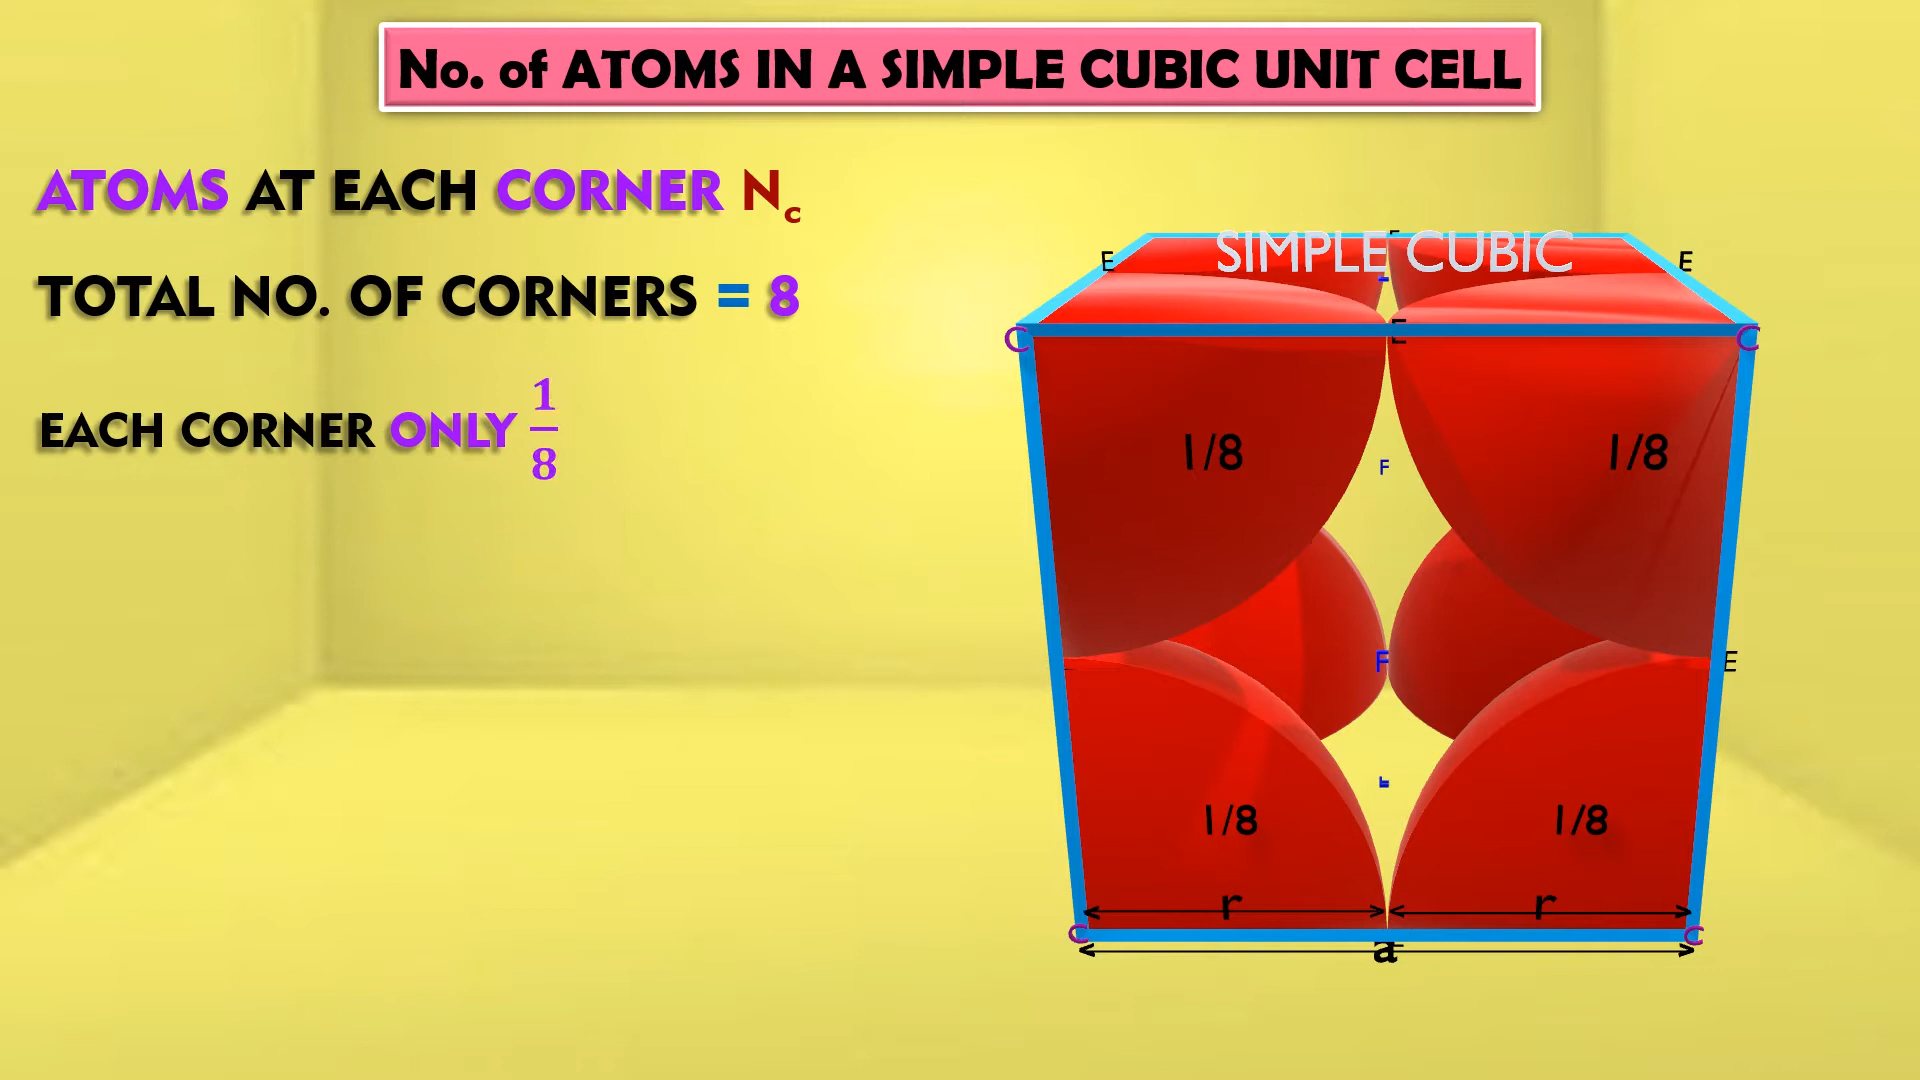 No. of ATOMS IN A SIMPLE CUBIC UNIT CELL
ATOMS AT EACH CORNER Nc
TOTAL NO. OF CORNERS = 8
EACH CORNER ONLY 1/8
SIMPLE CUBIC
E
E
E
C
C
1/8
1/8
F
F
E
1/8
1/8
r
r
C
C
a